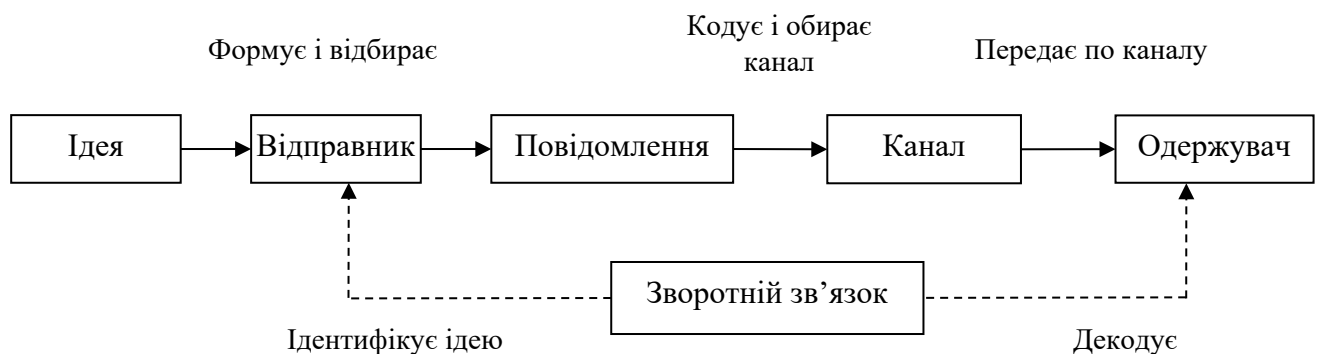 Формує і відбирає
Кодує і обирає
канал
Передає по каналу
Ідея
Відправник
Повідомлення
Канал
Одержувач
Зворотній зв’язок
Ідентифікує ідею
Декодує